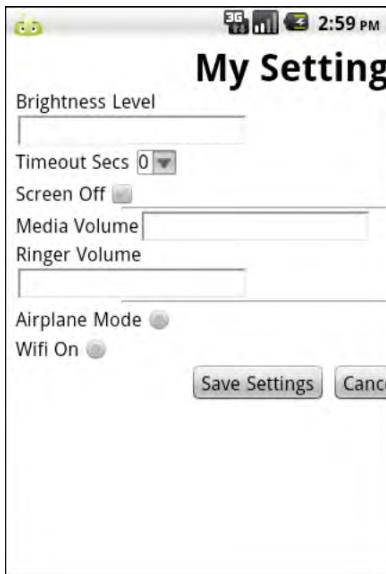 3G 2:59 PM
My Setting
Brightness Level
Timeout Secs 0
Screen Off
Media Volume
Ringer Volume
Airplane Mode
Wifi On
Save Settings Canc